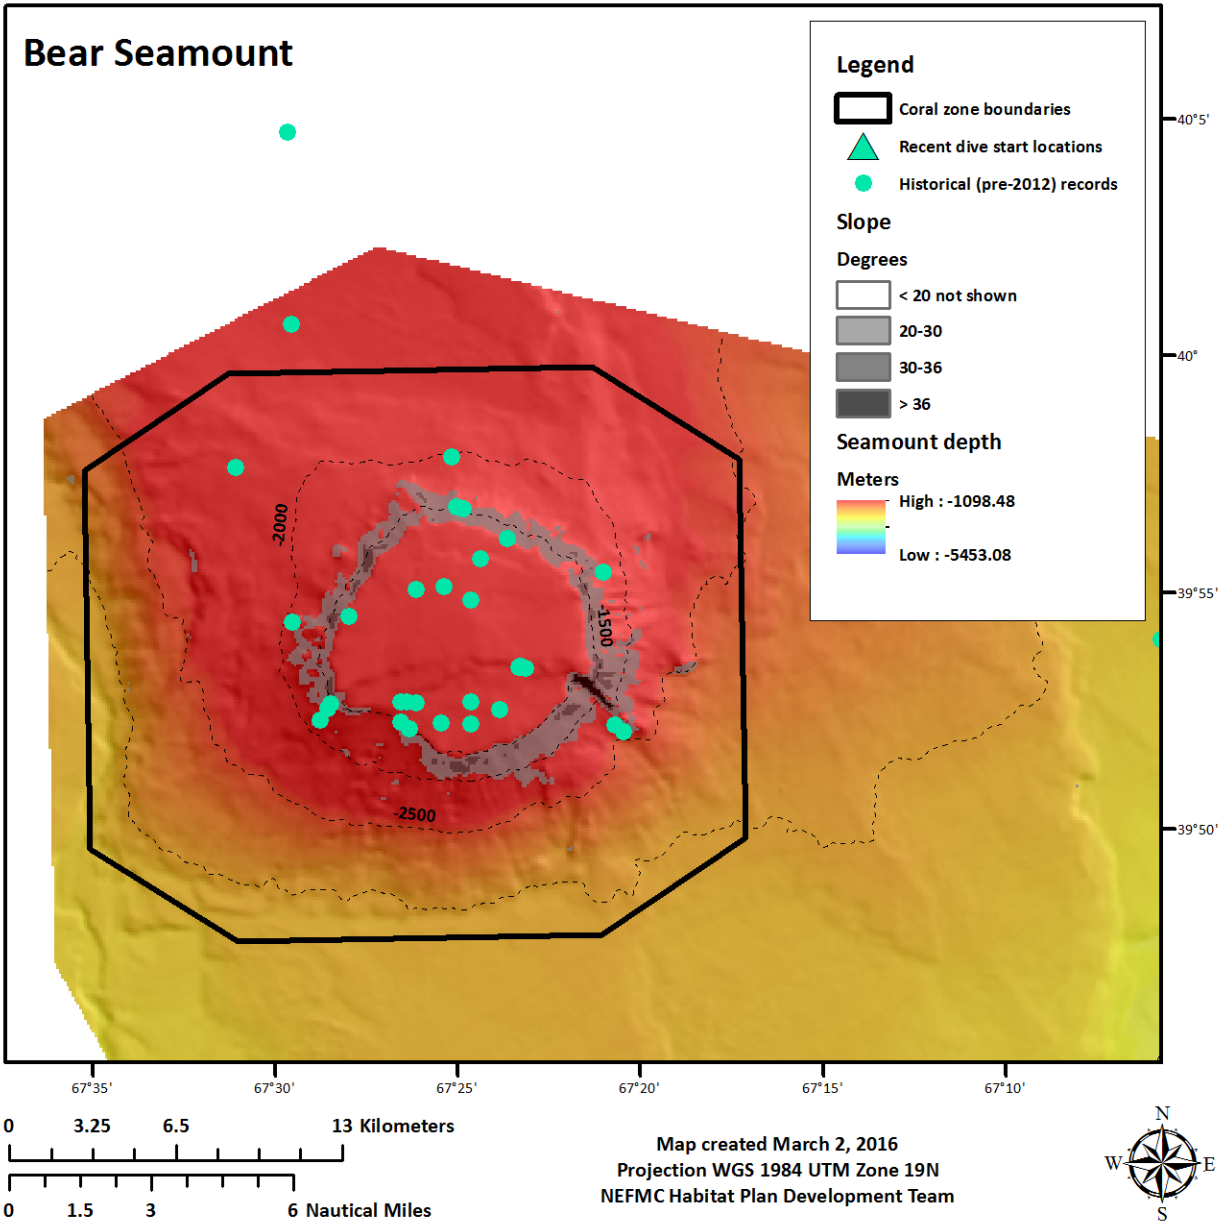 Bear Seamount
Legend
Coral zone boundaries
Recent dive start locations
Historical (pre-2012) records
Slope
Degrees
< 20 not shown
20-30
30-36
> 36
Seamount depth
Meters
High : -1098.48
Low : -5453.08
40°5'
40°
39°55'
39°50'
-2000
-1500
-2500
67°35' 67°30' 67°25' 67°20' 67°15' 67°10'
0 3.25 6.5 13 Kilometers
0 1.5 3 6 Nautical Miles
Map created March 2, 2016
Projection WGS 1984 UTM Zone 19N
NEFMC Habitat Plan Development Team
N
W E
S